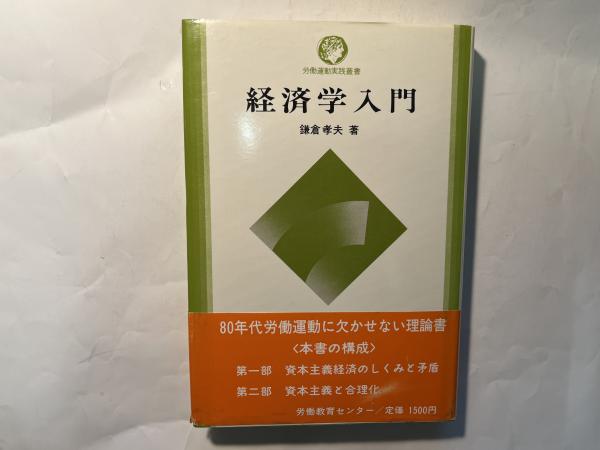 労働運動実践叢書
経済学入門
鎌倉孝夫 著
80年代労働運動に欠かせない理論書
〈本書の構成〉
第一部 資本主義経済のしくみと矛盾
第二部 資本主義と合理化
労働教育センター/定価 1500円